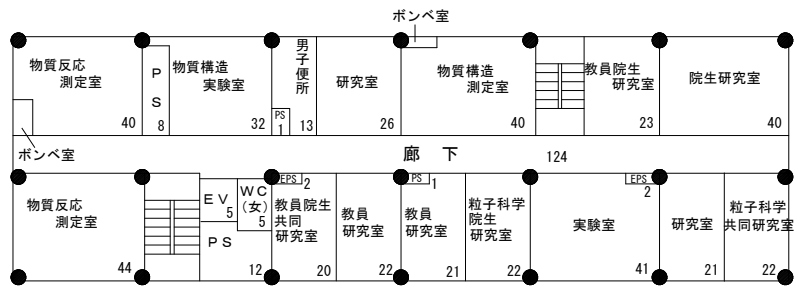 ボンベ室
物質反応
測定室
40
PS
8
物質構造
実験室
32
PS
1
男子便所
13
研究室
26
物質構造
測定室
40
教員院生
研究室
23
院生研究室
40
ボンベ室
廊 下
124
物質反応
測定室
44
EV
5
WC
(女)
5
PS
12
EPS
2
教員院生
共同
研究室
20
教員
研究室
22
PS
1
教員
研究室
21
粒子科学
院生
研究室
22
EPS
2
実験室
41
研究室
21
粒子科学
共同研究室
22